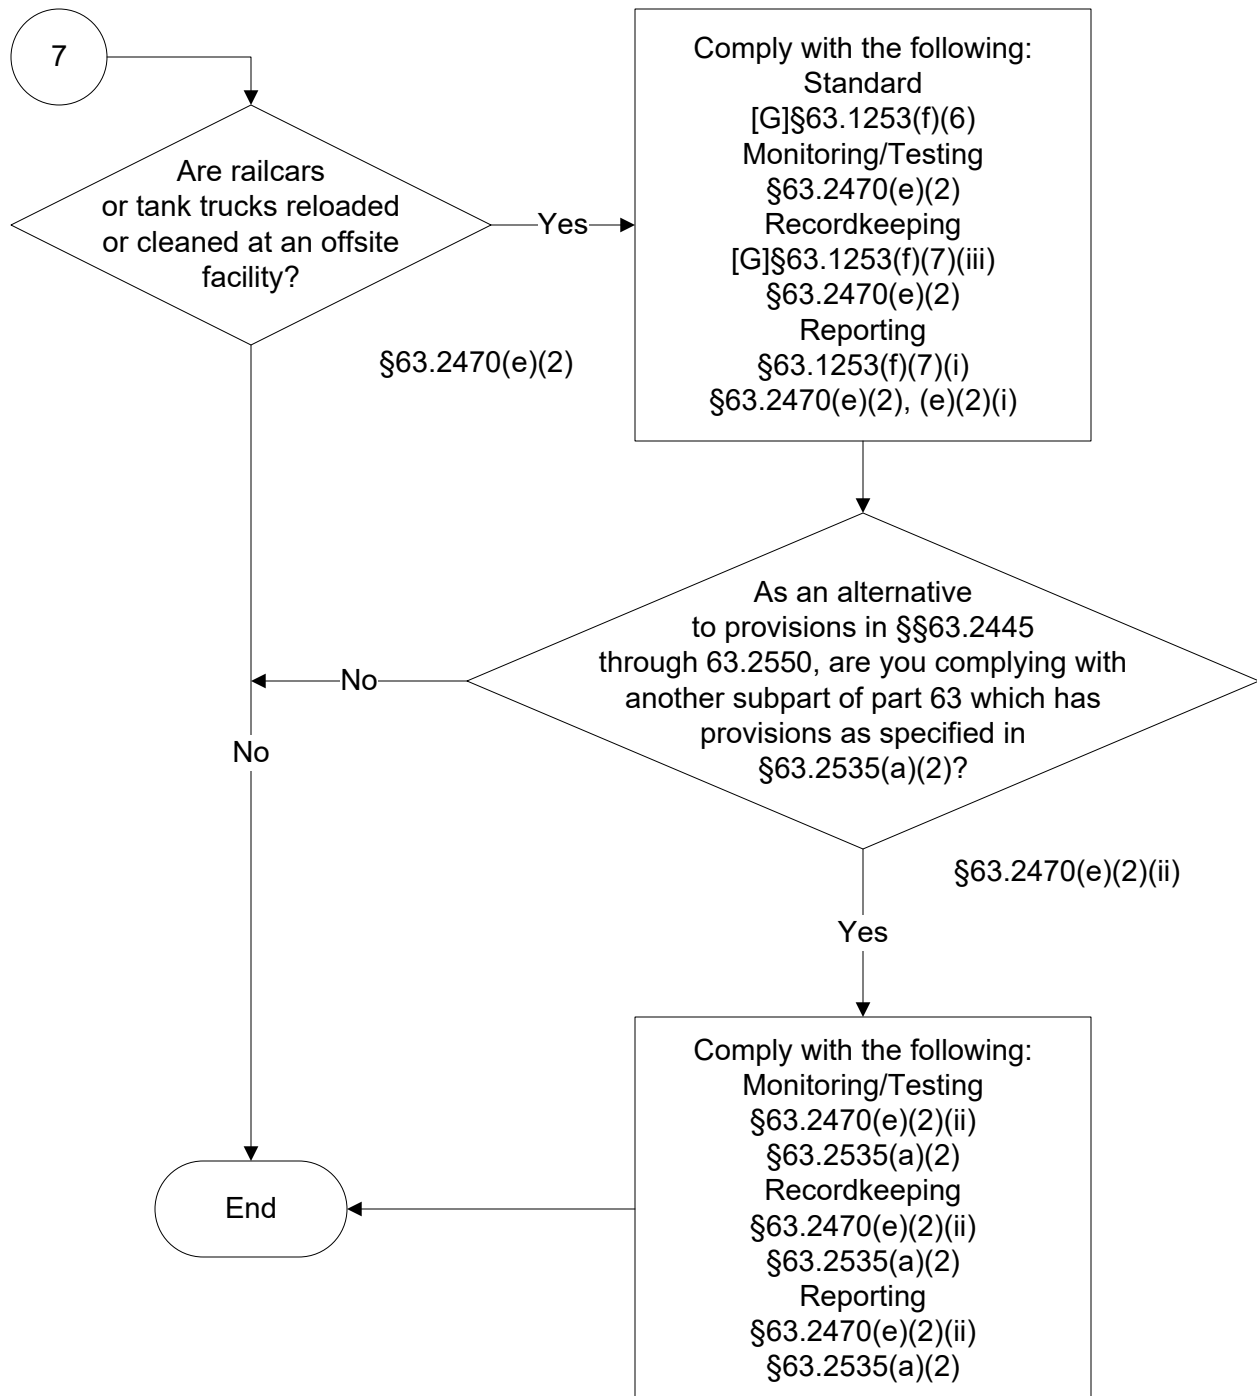 7
Are railcars
or tank trucks reloaded
or cleaned at an offsite
facility?
Yes
§63.2470(e)(2)
Comply with the following:
Standard
[G]§63.1253(f)(6)
Monitoring/Testing
§63.2470(e)(2)
Recordkeeping
[G]§63.1253(f)(7)(iii)
§63.2470(e)(2)
Reporting
§63.1253(f)(7)(i)
§63.2470(e)(2), (e)(2)(i)
As an alternative
to provisions in §§63.2445
through 63.2550, are you complying with
another subpart of part 63 which has
provisions as specified in
§63.2535(a)(2)?
No
No
§63.2470(e)(2)(ii)
Yes
Comply with the following:
Monitoring/Testing
§63.2470(e)(2)(ii)
§63.2535(a)(2)
Recordkeeping
§63.2470(e)(2)(ii)
§63.2535(a)(2)
Reporting
§63.2470(e)(2)(ii)
§63.2535(a)(2)
End